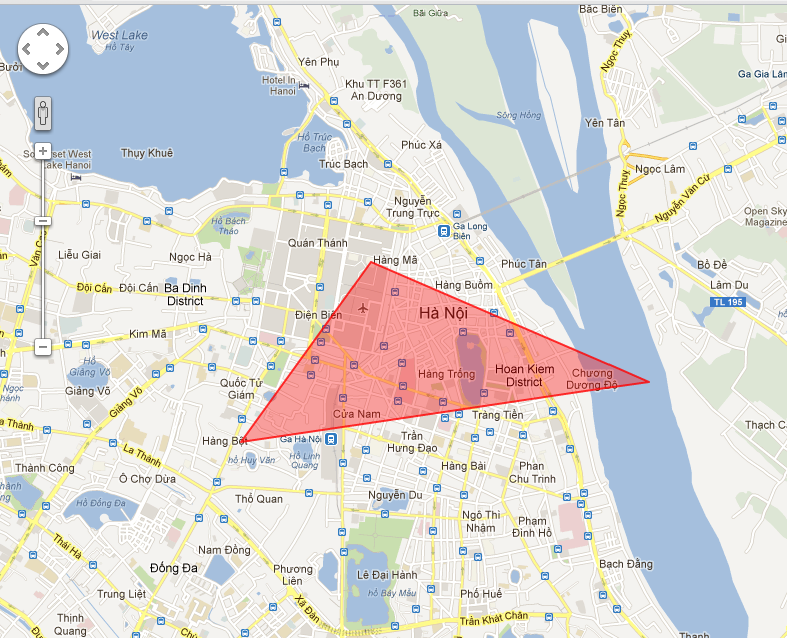 Bãi Giữa
Bắc Biên
West Lake
Hồ Tây
Ngọc Thụy
Yên Phụ
Ga Gia Lâm
Hotel In
Hanoi
Khu TT F361
An Dương
Sông Hồng
Yên Tân
Hồ Trúc
Bạch
Phúc Xá
Thụy Khuê
Trúc Bạch
Somerset West
Lake Hanoi
Ngọc Lâm
Nguyễn
Trung Trực
Ngọc Thụy
Nguyễn Văn Cừ
Open Sky
Magazine
Hồ Bách
Thảo
Ga Long
Biên
Văn Cao
Quán Thánh
Liễu Giai
Ngọc Hà
Hàng Mã
Phúc Tân
Bồ Đề
Đội Cấn
Đội Cấn
Ba Dinh
District
Hàng Buồm
Lâm Du
TL 195
Điện Biên
Hà Nội
Kim Mã
Hồ
Giảng Võ
Hàng Trống
Hoan Kiem
District
Chương
Dương Độ
Quốc Tử
Giám
Giảng Võ
Ngọc
Khánh
Giảng Võ
Cửa Nam
Tràng Tiền
Thạch C
Hàng Bột
Ga Hà Nội
Trần
Hưng Đạo
La Thành
hồ Huy Văn
Hồ Linh
Quang
Thành Công
Hàng Bài
Phan
Chu Trinh
Ô Chợ Dừa
Thổ Quan
Nguyễn Du
Hồ Đống Đa
Ngô Thì
Nhậm
Phạm
Đình Hồ
Thái Hà
Nam Đồng
Đống Đa
Phương
Liên
Lê Đại Hành
Bạch Đằng
hồ Bảy Mẫu
Phố Huế
Trung Liệt
Xã Đàn
Thịnh
Quang
Trần Khát Chân
Thanh